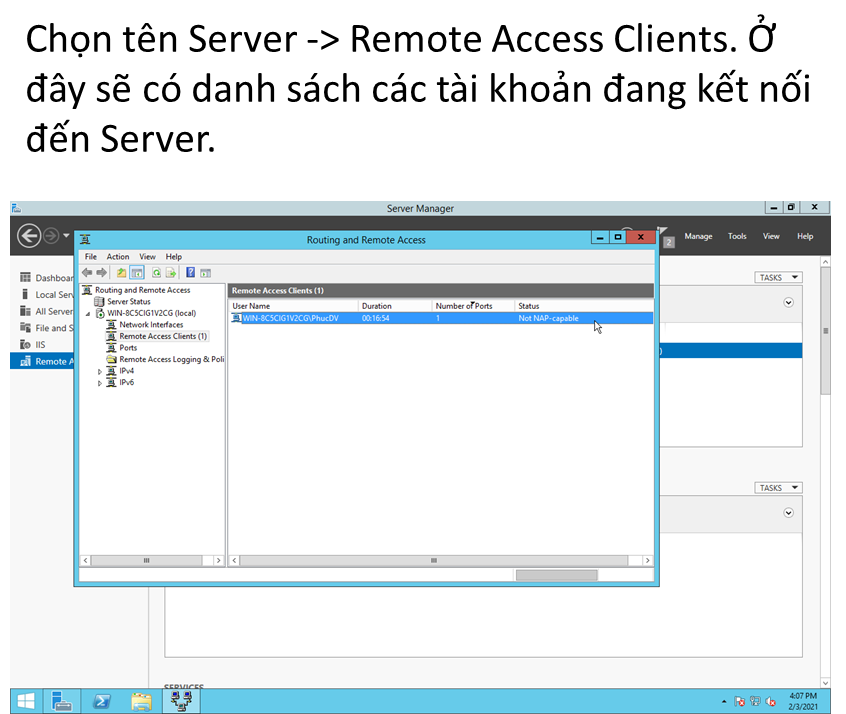 Chọn tên Server -> Remote Access Clients. Ở
đây sẽ có danh sách các tài khoản đang kết nối
đến Server.
Server Manager
2
Manage Tools View Help
Dashboar
Local Serv
All Server
File and S
IIS
Remote A
TASKS
TASKS
SERVICES
Routing and Remote Access
File Action View Help
Routing and Remote Access
Server Status
WIN-8C5CIG1V2CG (local)
Network Interfaces
Remote Access Clients (1)
Ports
Remote Access Logging & Poli
IPv4
IPv6
Remote Access Clients (1)
User Name Duration Number of Ports Status
WIN-8C5CIG1V2CG\PhucDV 00:16:54 1 Not NAP-capable
4:07 PM
2/3/2021